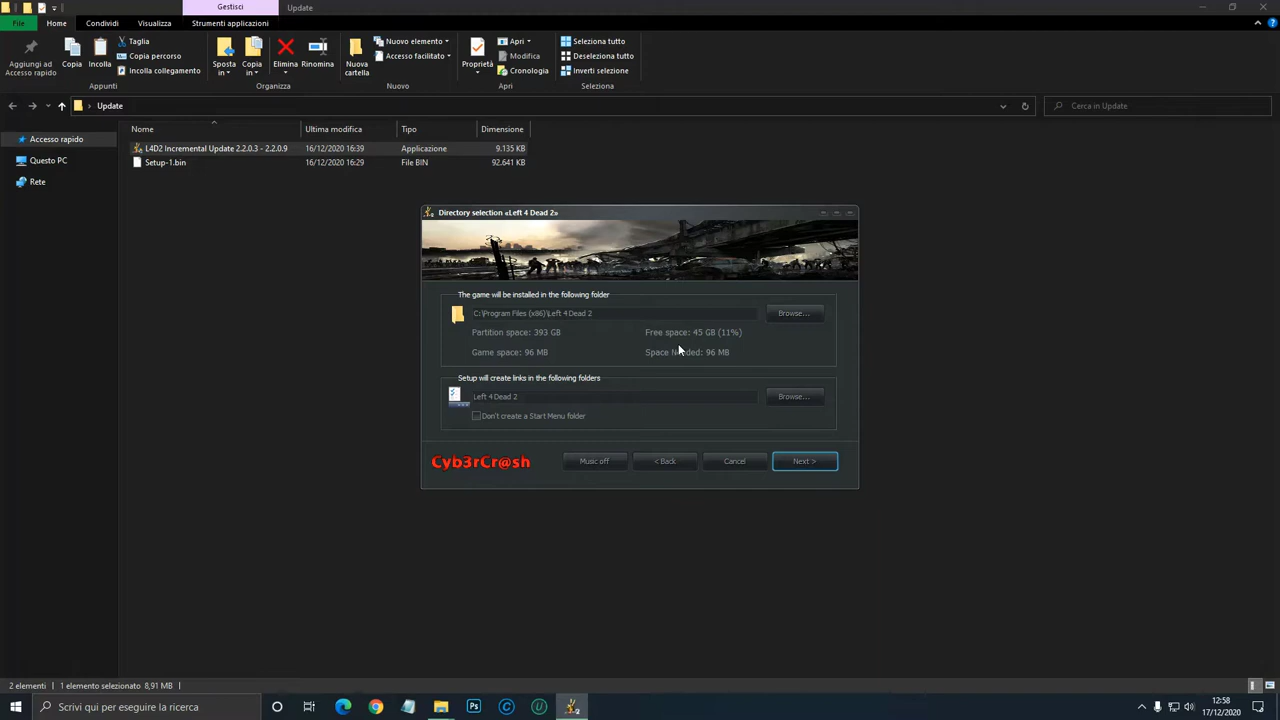 Gestisci
Update
File
Home
Condividi
Visualizza
Strumenti applicazioni
Aggiungi ad Accesso rapido
Copia
Incolla
Taglia
Copia percorso
Incolla collegamento
Appunti
Sposta in
Copia in
Elimina
Rinomina
Organizza
Nuova cartella
Nuovo elemento
Accesso facilitato
Nuovo
Proprietà
Apri
Modifica
Cronologia
Apri
Seleziona tutto
Deseleziona tutto
Inverti selezione
Seleziona
Update
Cerca in Update
Accesso rapido
Questo PC
Rete
Nome Ultima modifica Tipo Dimensione
L4D2 Incremental Update 2.2.0.3 - 2.2.0.9 16/12/2020 16:39 Applicazione 9.135 KB
Setup-1.bin 16/12/2020 16:29 File BIN 92.641 KB
Directory selection «Left 4 Dead 2»
The game will be installed in the following folder
C:\Program Files (x86)\Left 4 Dead 2
Browse...
Partition space: 393 GB Free space: 45 GB (11%)
Game space: 96 MB Space Needed: 96 MB
Setup will create links in the following folders
Left 4 Dead 2
Browse...
Don't create a Start Menu folder
Cyb3rCr@sh
Music off
< Back
Cancel
Next >
2 elementi 1 elemento selezionato 8,91 MB
Scrivi qui per eseguire la ricerca
12:58
17/12/2020